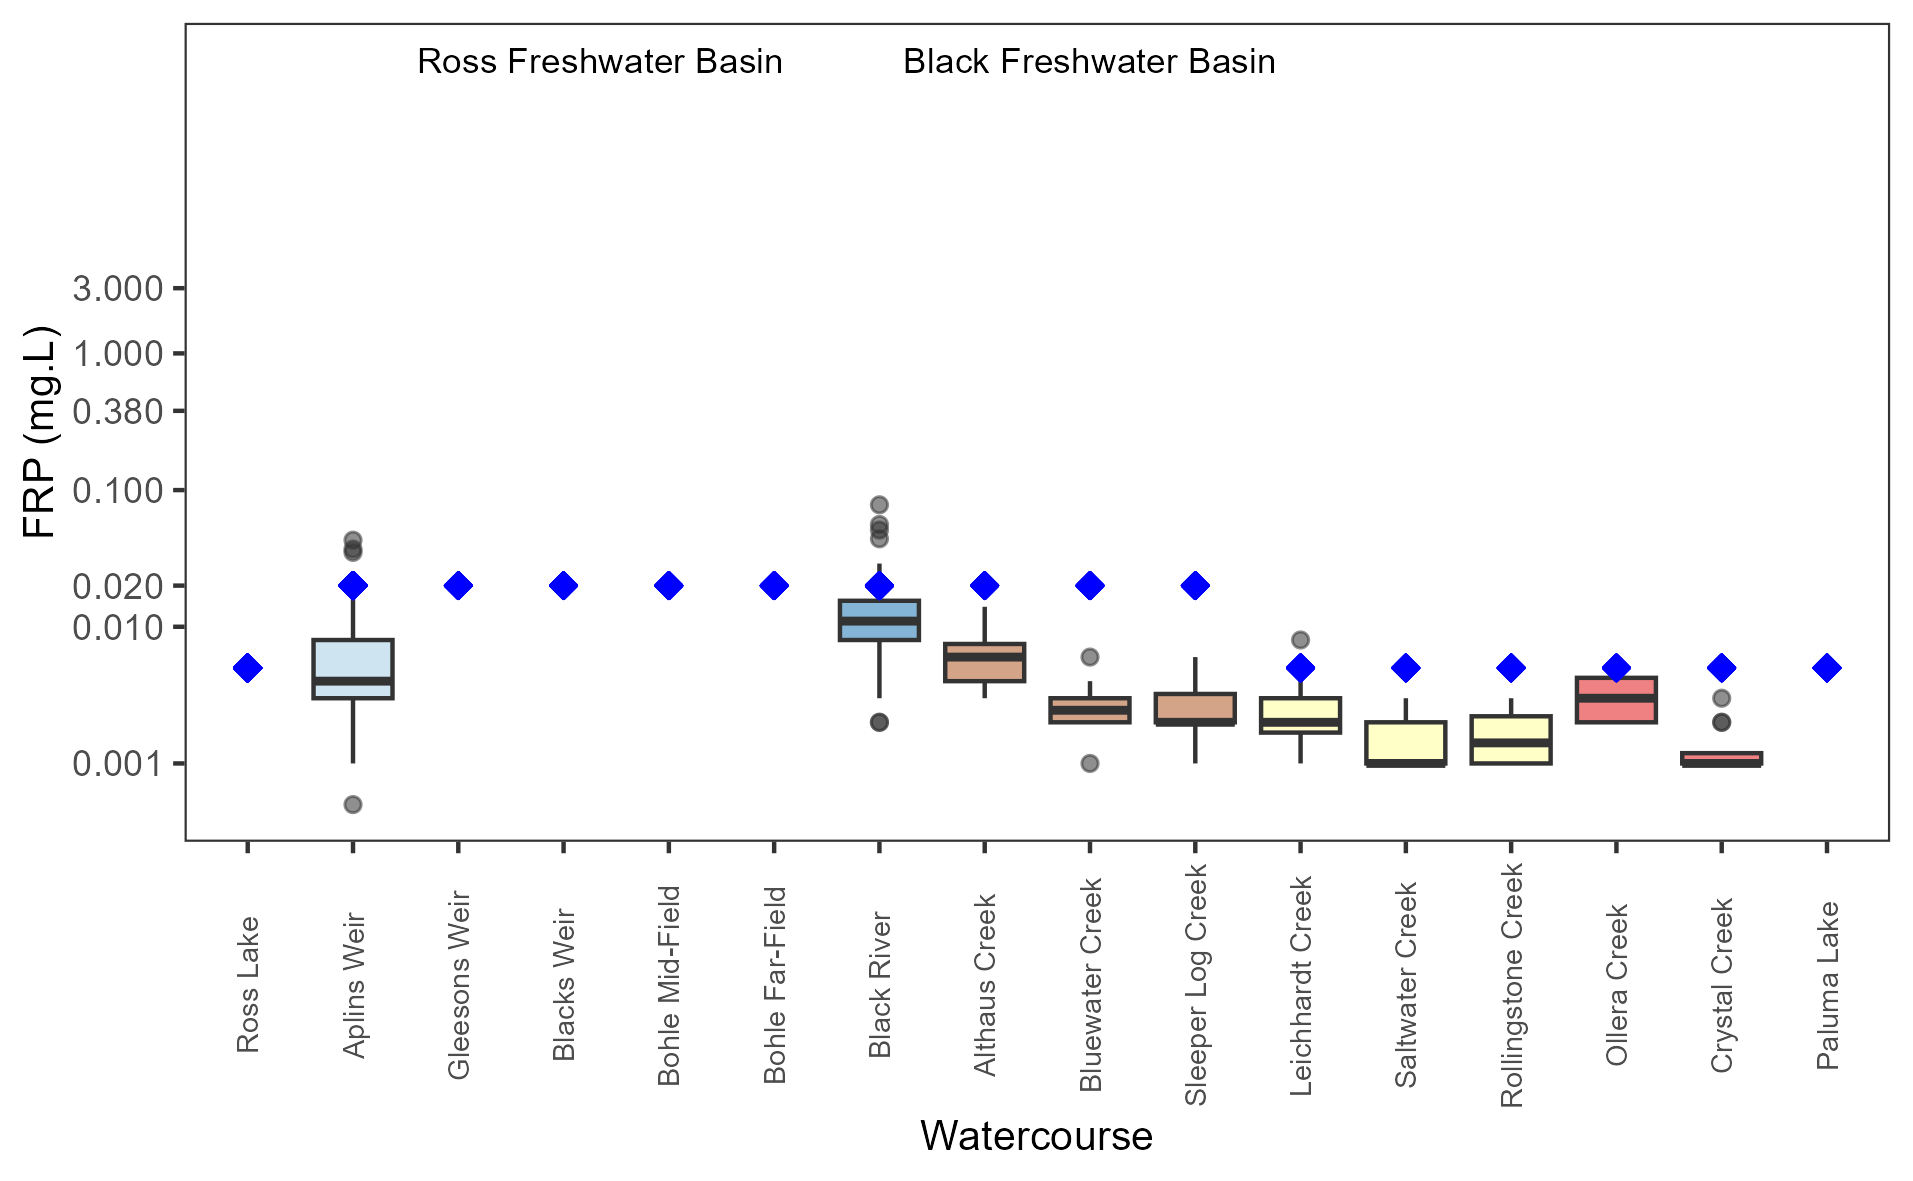 Ross Freshwater Basin
Black Freshwater Basin
FRP (mg.L)
3.000
1.000
0.380
0.100
0.020
0.010
0.001
Ross Lake
Aplins Weir
Gleesons Weir
Blacks Weir
Bohle Mid-Field
Bohle Far-Field
Black River
Althaus Creek
Bluewater Creek
Sleeper Log Creek
Leichhardt Creek
Saltwater Creek
Rollingstone Creek
Ollera Creek
Crystal Creek
Paluma Lake
Watercourse